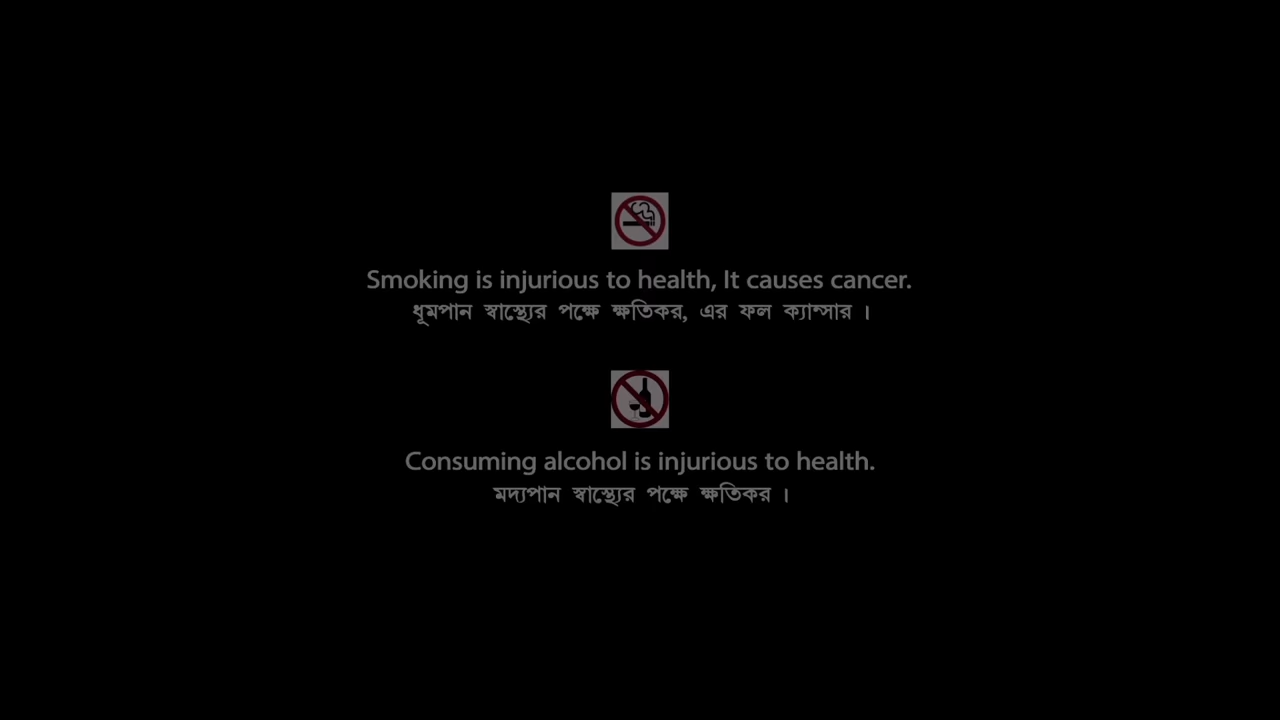 Smoking is injurious to health, It causes cancer.
ধূমপান স্বাস্থ্যের পক্ষে ক্ষতিকর, এর ফল ক্যান্সার ।
Consuming alcohol is injurious to health.
মদ্যপান স্বাস্থ্যের পক্ষে ক্ষতিকর ।